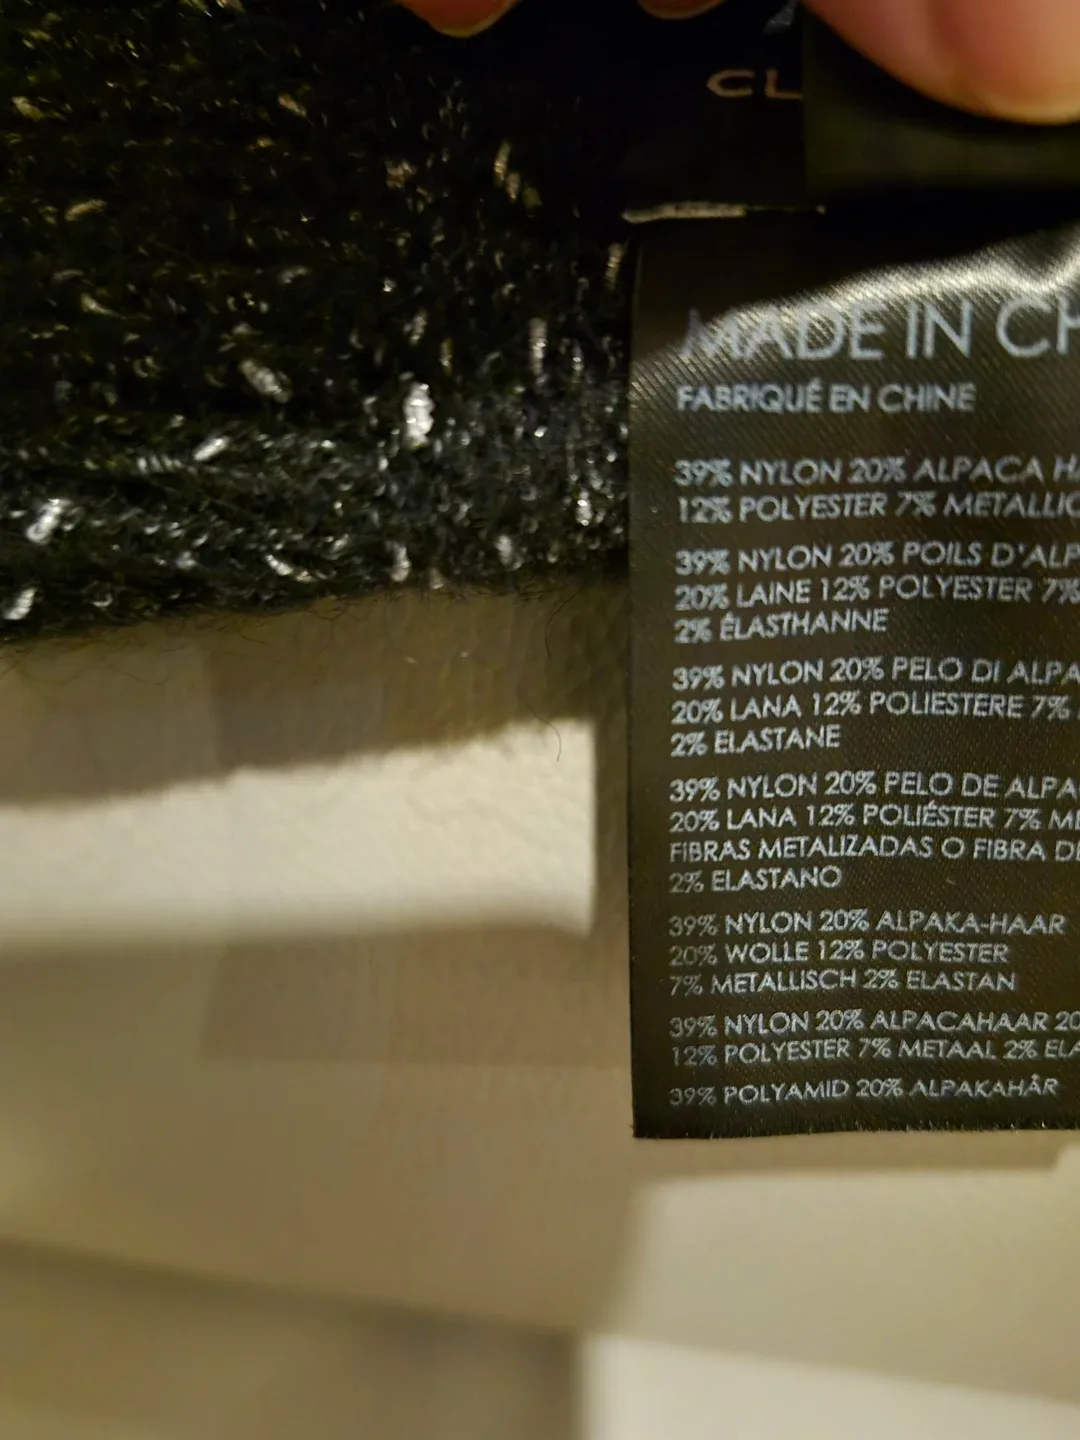 CL
MADE IN CH
FABRIQUÉ EN CHINE
39% NYLON 20% ALPACA HA
12% POLYESTER 7% METALLIC
39% NYLON 20% POILS D'ALP
20% LAINE 12% POLYESTER 7%
2% ÉLASTHANNE
39% NYLON 20% PELO DI ALPA
20% LANA 12% POLIESTERE 7%
2% ELASTANE
39% NYLON 20% PELO DE ALPA
20% LANA 12% POLIÉSTER 7% ME
FIBRAS METALIZADAS O FIBRA DE
2% ELASTANO
39% NYLON 20% ALPAKA-HAAR
20% WOLLE 12% POLYESTER
7% METALLISCH 2% ELASTAN
39% NYLON 20% ALPACAHAAR 20
12% POLYESTER 7% METAAL 2% ELA
39% POLYAMID 20% ALPAKAHÅR